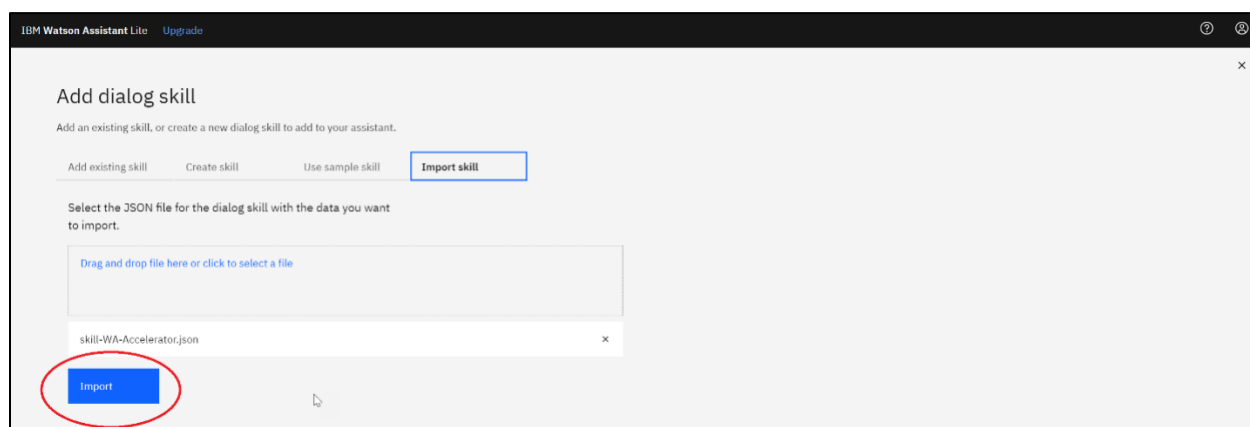 IBM Watson Assistant Lite Upgrade
Add dialog skill
Add an existing skill, or create a new dialog skill to add to your assistant.
Add existing skill Create skill Use sample skill Import skill
Select the JSON file for the dialog skill with the data you want
to import.
Drag and drop file here or click to select a file
skill-WA-Accelerator.json
Import